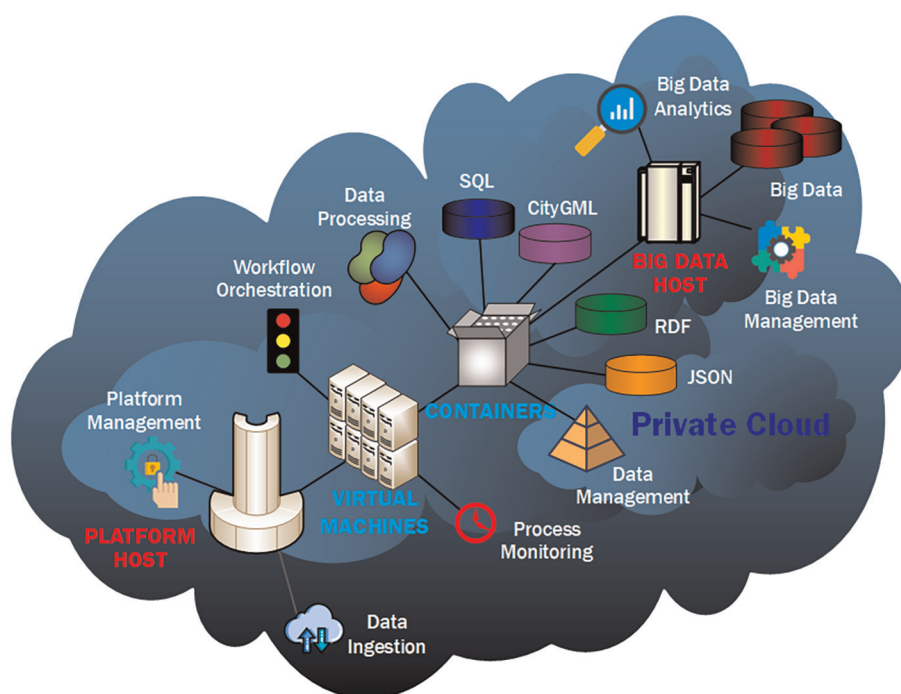 Big Data
Analytics
SQL
Data
Processing
CityGML
Big Data
Workflow
Orchestration
BIG DATA
HOST
Big Data
Management
RDF
JSON
Platform
Management
CONTAINERS
Private Cloud
Data
Management
VIRTUAL
MACHINES
PLATFORM
HOST
Process
Monitoring
Data
Ingestion